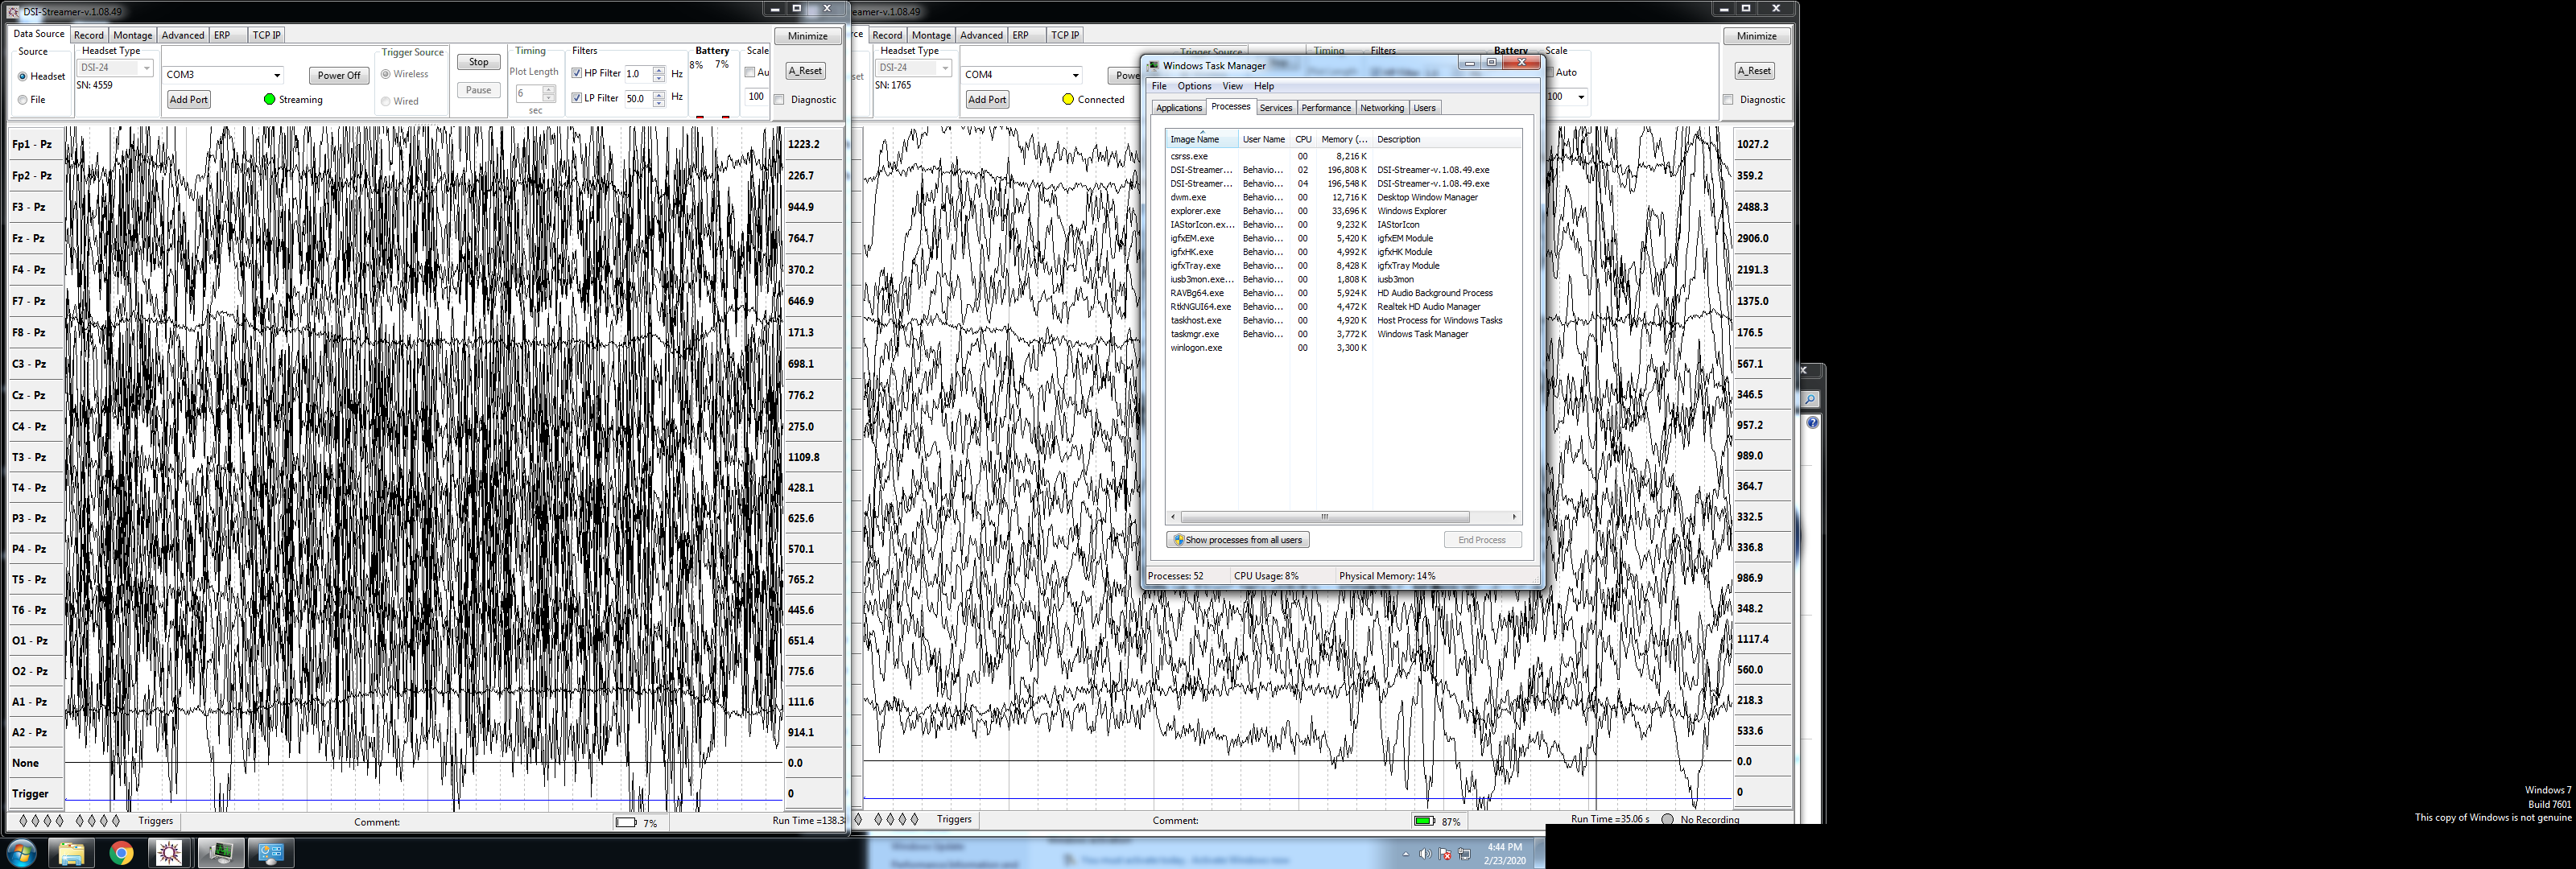 DSI-Streamer-v.1.08.49
Data Source Record Montage Advanced ERP TCP IP
Minimize
Source
Headset
File
Headset Type
DSI-24
SN: 4559
COM3
Power Off
Add Port
Streaming
Trigger Source
Wireless
Wired
Stop
Pause
Timing
Plot Length
6
sec
Filters
HP Filter 1.0 Hz
LP Filter 50.0 Hz
Battery
8% 7%
Scale
Au
100
A_Reset
Diagnostic
Fp1 - Pz 1223.2
Fp2 - Pz 226.7
F3 - Pz 944.9
Fz - Pz 764.7
F4 - Pz 370.2
F7 - Pz 646.9
F8 - Pz 171.3
C3 - Pz 698.1
Cz - Pz 776.2
C4 - Pz 275.0
T3 - Pz 1109.8
T4 - Pz 428.1
P3 - Pz 625.6
P4 - Pz 570.1
T5 - Pz 765.2
T6 - Pz 445.6
O1 - Pz 651.4
O2 - Pz 775.6
A1 - Pz 111.6
A2 - Pz 914.1
None 0.0
Trigger 0
Triggers
Comment:
7%
Run Time =138.3
eamer-v.1.08.49
rce Record Montage Advanced ERP TCP IP
Minimize
set
Headset Type
DSI-24
SN: 1765
COM4
Powe
Add Port
Connected
Trigger Source
Timing
Filters
Battery
Scale
Auto
100
A_Reset
Diagnostic
1027.2
359.2
2488.3
2906.0
2191.3
1375.0
176.5
567.1
346.5
957.2
989.0
364.7
332.5
336.8
986.9
348.2
1117.4
560.0
218.3
533.6
0.0
0
Triggers
Comment:
87%
Run Time =35.06 s
No Recording
Windows Task Manager
File Options View Help
Applications Processes Services Performance Networking Users
Image Name User Name CPU Memory (... Description
csrss.exe 00 8,216 K
DSI-Streamer... Behavio... 02 196,808 K DSI-Streamer-v.1.08.49.exe
DSI-Streamer... Behavio... 04 196,548 K DSI-Streamer-v.1.08.49.exe
dwm.exe Behavio... 00 12,716 K Desktop Window Manager
explorer.exe Behavio... 00 33,696 K Windows Explorer
IAStorIcon.ex... Behavio... 00 9,232 K IAStorIcon
igfxEM.exe Behavio... 00 5,420 K igfxEM Module
igfxHK.exe Behavio... 00 4,992 K igfxHK Module
igfxTray.exe Behavio... 00 8,428 K igfxTray Module
iusb3mon.exe... Behavio... 00 1,808 K iusb3mon
RAVBg64.exe Behavio... 00 5,924 K HD Audio Background Process
RtkNGUI64.exe Behavio... 00 4,472 K Realtek HD Audio Manager
taskhost.exe Behavio... 00 4,920 K Host Process for Windows Tasks
taskmgr.exe Behavio... 00 3,772 K Windows Task Manager
winlogon.exe 00 3,300 K
Show processes from all users
End Process
Processes: 52 CPU Usage: 8% Physical Memory: 14%
Windows Update
You must activate today. Activate Windows now
4:44 PM
2/23/2020
Windows 7
Build 7601
This copy of Windows is not genuine